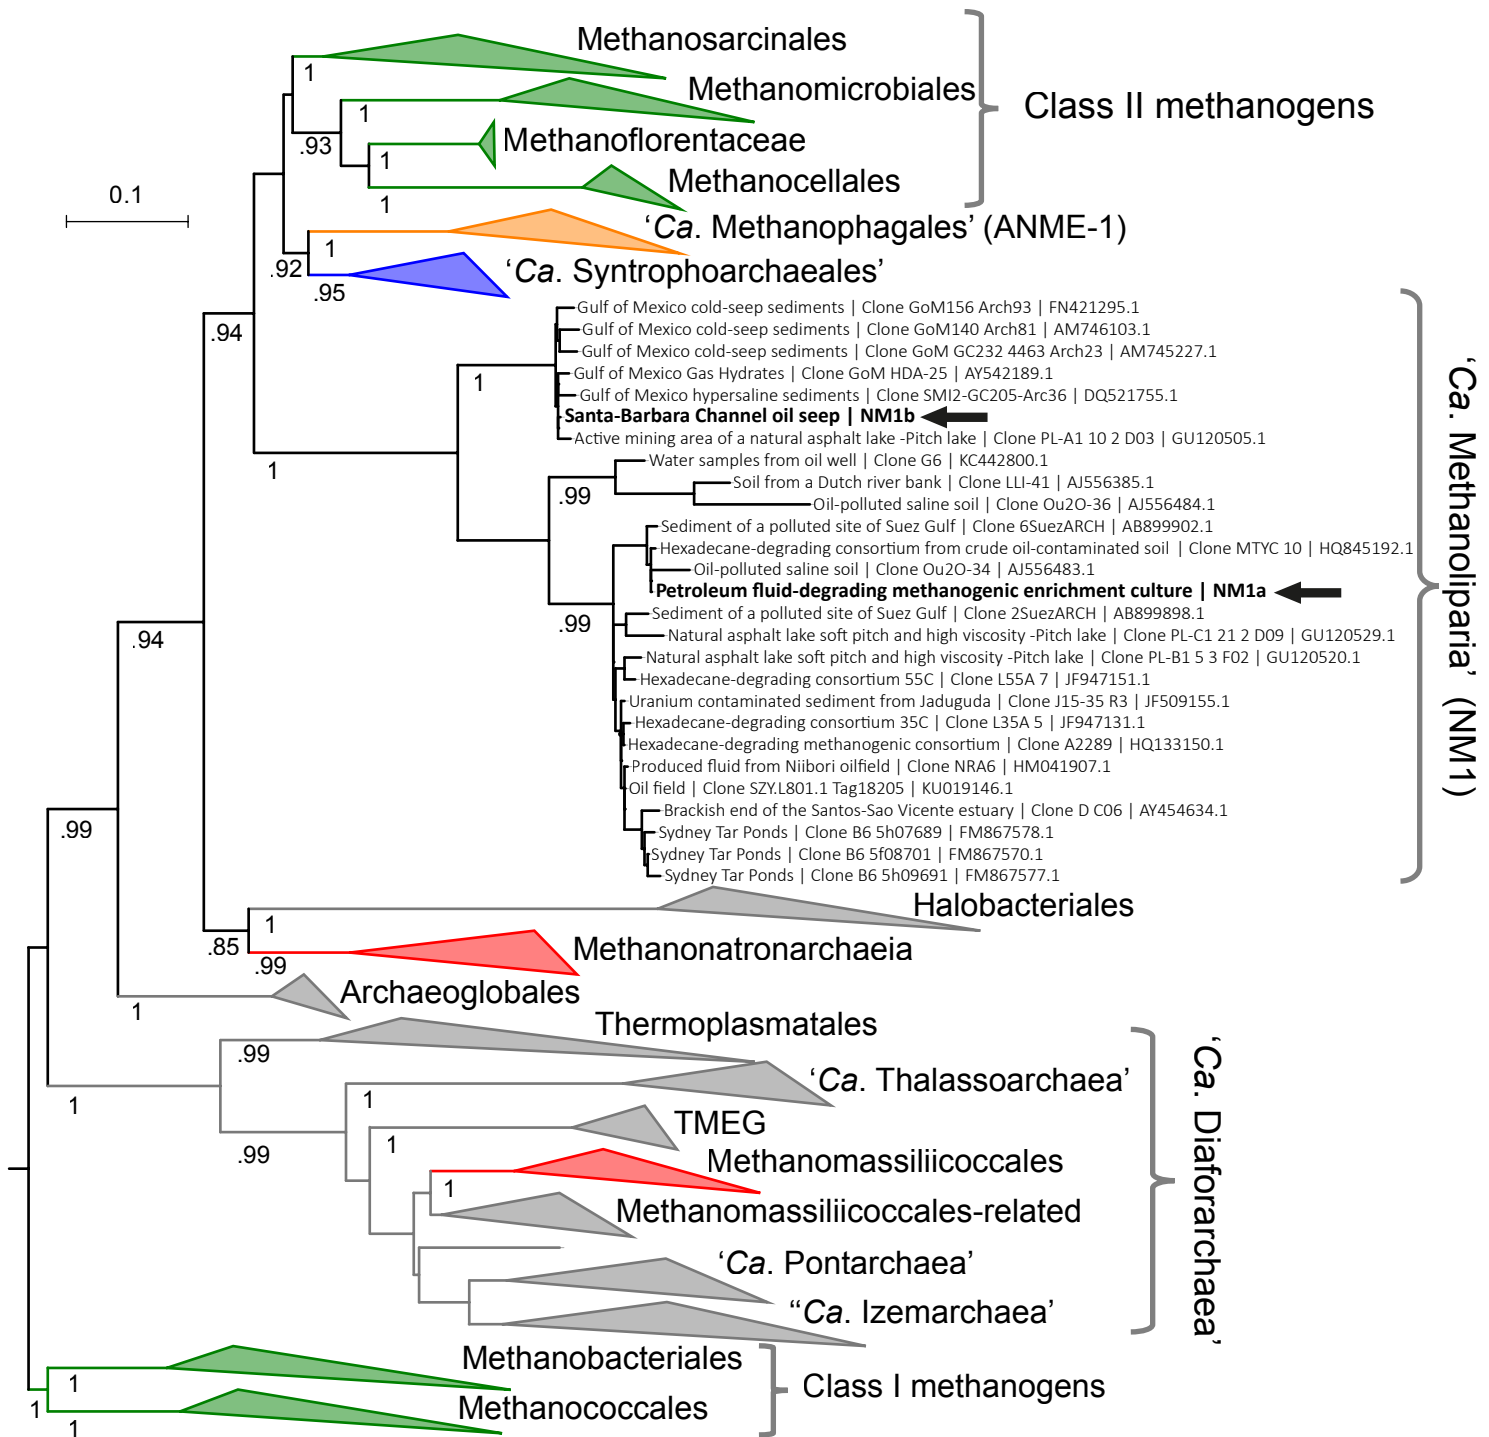 Methanosarcinales
1
Methanomicrobiales
1
Class II methanogens
.93
Methanoflorentaceae
1
Methanocellales
1
0.1
‘Ca. Methanophagales’ (ANME-1)
1
.92
‘Ca. Syntrophoarchaeales’
.95
.94
Gulf of Mexico cold-seep sediments | Clone GoM156 Arch93 | FN421295.1
Gulf of Mexico cold-seep sediments | Clone GoM140 Arch81 | AM746103.1
Gulf of Mexico cold-seep sediments | Clone GoM GC232 4463 Arch23 | AM745227.1
Gulf of Mexico Gas Hydrates | Clone GoM HDA-25 | AY542189.1
1
Gulf of Mexico hypersaline sediments | Clone SMI2-GC205-Arc36 | DQ521755.1
Santa-Barbara Channel oil seep | NM1b
Active mining area of a natural asphalt lake -Pitch lake | Clone PL-A1 10 2 D03 | GU120505.1
Water samples from oil well | Clone G6 | KC442800.1
1
Soil from a Dutch river bank | Clone LLI-41 | AJ556385.1
.99
Oil-polluted saline soil | Clone Ou2O-36 | AJ556484.1
Sediment of a polluted site of Suez Gulf | Clone 6SuezARCH | AB899902.1
Hexadecane-degrading consortium from crude oil-contaminated soil | Clone MTYC 10 | HQ845192.1
Oil-polluted saline soil | Clone Ou2O-34 | AJ556483.1
Petroleum fluid-degrading methanogenic enrichment culture | NM1a
Sediment of a polluted site of Suez Gulf | Clone 2SuezARCH | AB899898.1
.99
Natural asphalt lake soft pitch and high viscosity -Pitch lake | Clone PL-C1 21 2 D09 | GU120529.1
.94
Natural asphalt lake soft pitch and high viscosity -Pitch lake | Clone PL-B1 5 3 F02 | GU120520.1
Hexadecane-degrading consortium 55C | Clone L55A 7 | JF947151.1
Uranium contaminated sediment from Jaduguda | Clone J15-35 R3 | JF509155.1
Hexadecane-degrading consortium 35C | Clone L35A 5 | JF947131.1
Hexadecane-degrading methanogenic consortium | Clone A2289 | HQ133150.1
Produced fluid from Niibori oilfield | Clone NRA6 | HM041907.1
Oil field | Clone SZY.L801.1 Tag18205 | KU019146.1
Brackish end of the Santos-Sao Vicente estuary | Clone D C06 | AY454634.1
Sydney Tar Ponds | Clone B6 5h07689 | FM867578.1
Sydney Tar Ponds | Clone B6 5f08701 | FM867570.1
Sydney Tar Ponds | Clone B6 5h09691 | FM867577.1
‘Ca. Methanoliparia’ (NM1)
.99
Halobacteriales
1
.85
Methanonatronarchaeia
.99
Archaeoglobales
1
Thermoplasmatales
.99
‘Ca. Thalassoarchaea’
1
1
TMEG
1
.99
Methanomassiliicoccales
1
Methanomassiliicoccales-related
‘Ca. Pontarchaea’
“Ca. Izemarchaea’
‘Ca. Diaforarchaea’
Methanobacteriales
1
Class I methanogens
1
Methanococcales
1